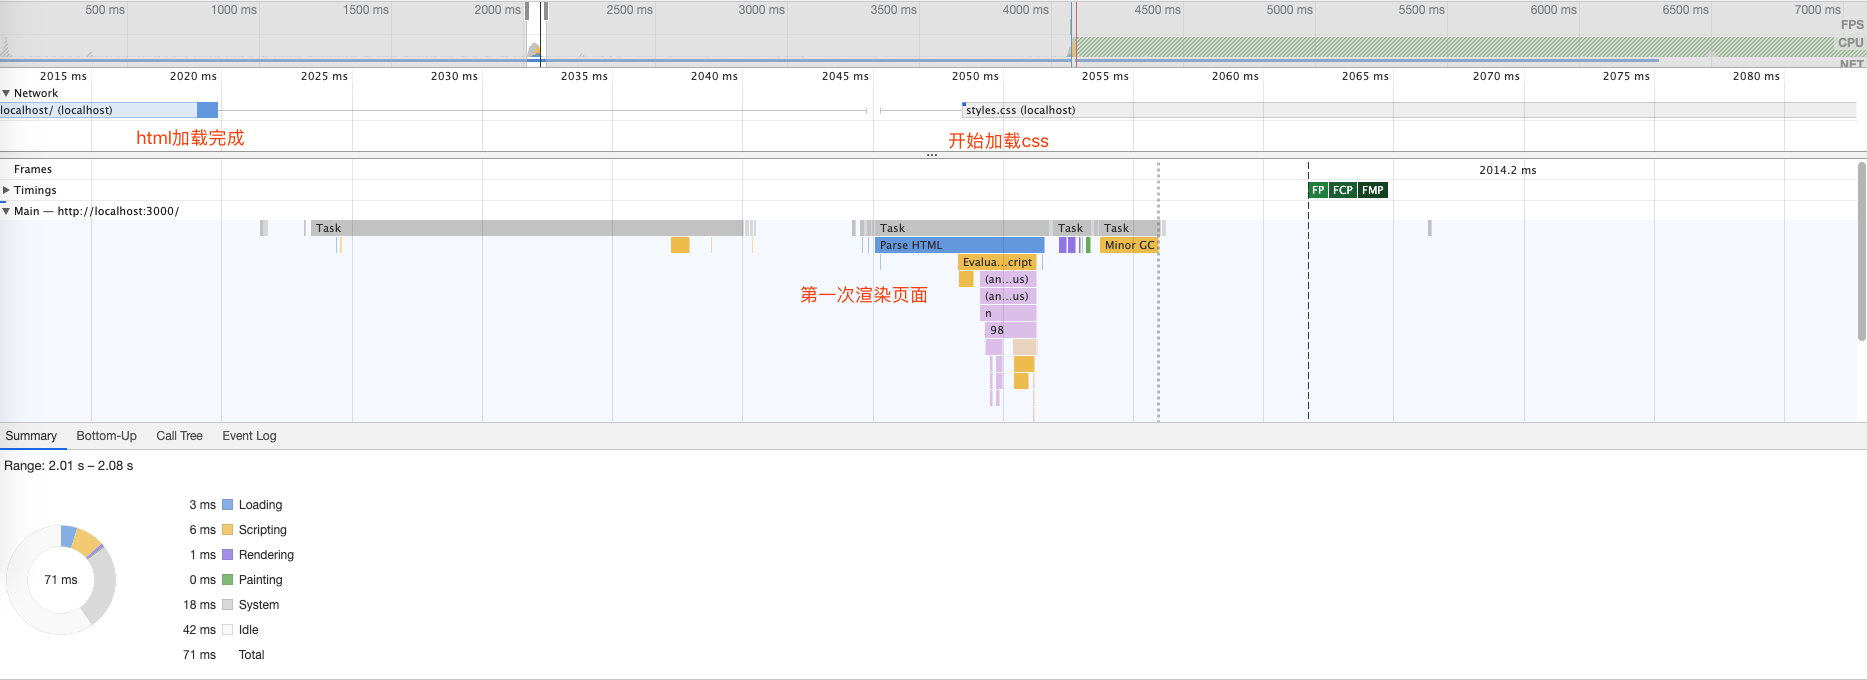 500 ms 1000 ms 1500 ms 2000 ms 2500 ms 3000 ms 3500 ms 4000 ms 4500 ms 5000 ms 5500 ms 6000 ms 6500 ms 7000 ms
FPS
CPU
NET
2015 ms 2020 ms 2025 ms 2030 ms 2035 ms 2040 ms 2045 ms 2050 ms 2055 ms 2060 ms 2065 ms 2070 ms 2075 ms 2080 ms
Network
localhost/ (localhost) styles.css (localhost)
html加载完成 开始加载css
...
Frames 2014.2 ms
Timings FP FCP FMP
Main — http://localhost:3000/
Task Task Task Task
Parse HTML Minor GC
Evalua...cript
(an...us)
第一次渲染页面 (an...us)
n
98
Summary Bottom-Up Call Tree Event Log
Range: 2.01 s – 2.08 s
3 ms Loading
6 ms Scripting
1 ms Rendering
71 ms 0 ms Painting
18 ms System
42 ms Idle
71 ms Total